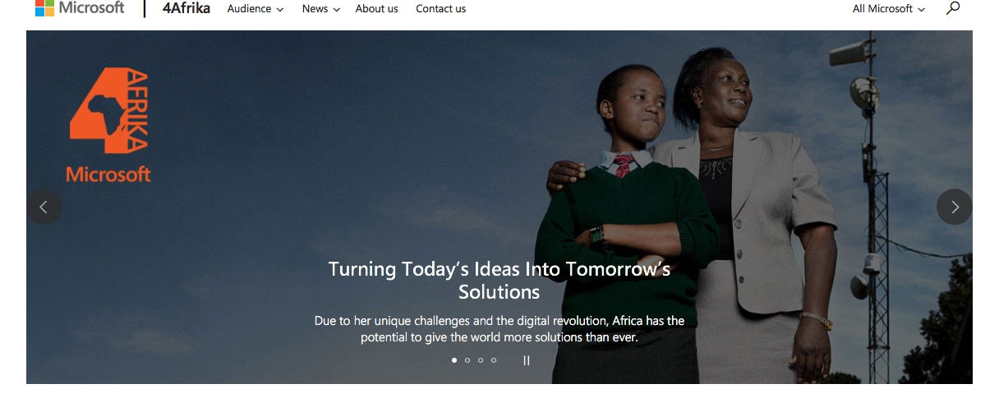 Microsoft 4Afrika Audience News About us Contact us All Microsoft
4AFRIKA
Microsoft
Turning Today's Ideas Into Tomorrow's
Solutions
Due to her unique challenges and the digital revolution, Africa has the
potential to give the world more solutions than ever.